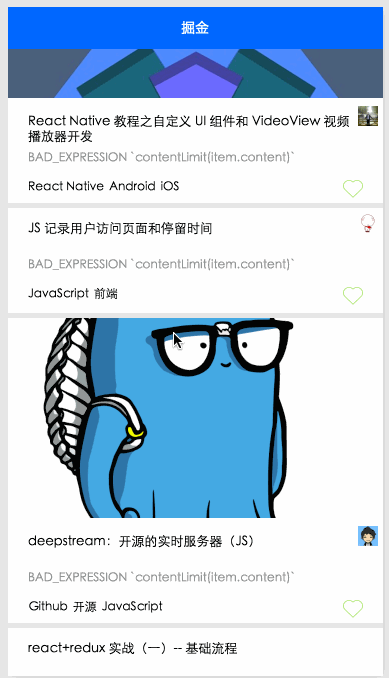 掘金
React Native 教程之自定义 UI 组件和 VideoView 视频
播放器开发
BAD_EXPRESSION `contentLimit(item.content)`
React Native Android iOS
JS 记录用户访问页面和停留时间
BAD_EXPRESSION `contentLimit(item.content)`
JavaScript 前端
deepstream：开源的实时服务器（JS）
BAD_EXPRESSION `contentLimit(item.content)`
Github 开源 JavaScript
react+redux 实战（一）-- 基础流程